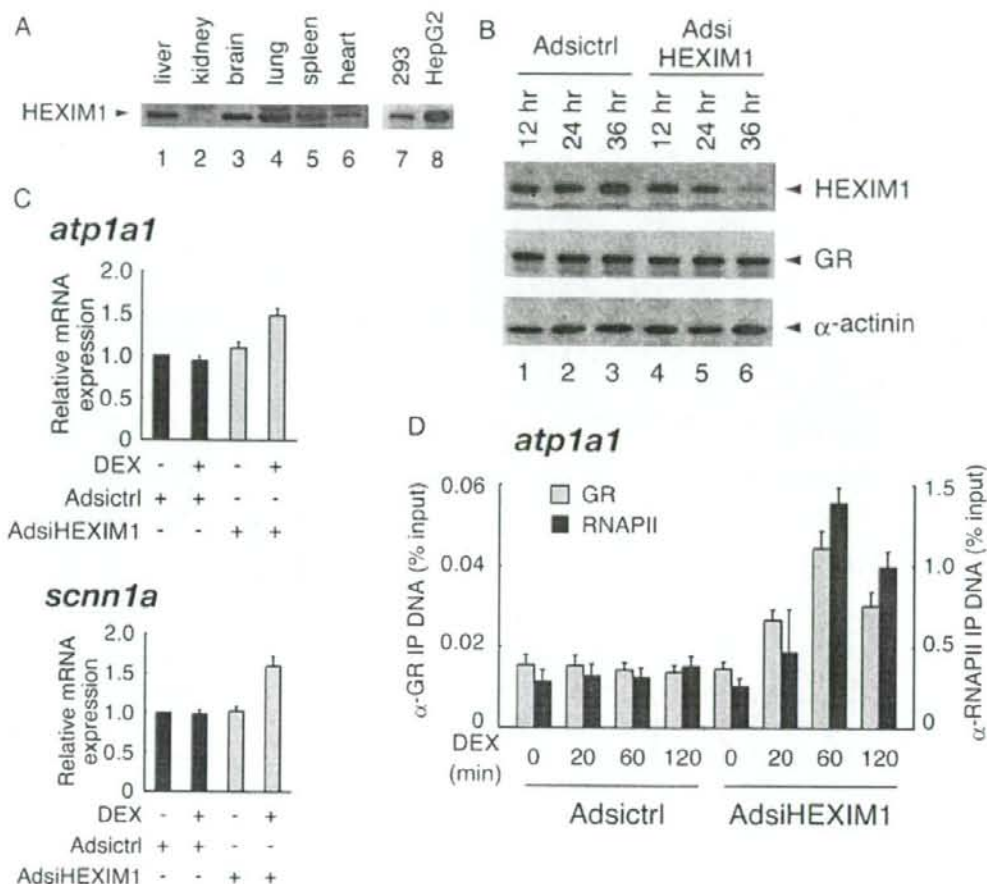 A
liver
kidney
brain
lung
spleen
heart
293
HepG2
HEXIM1
1 2 3 4 5 6 7 8
B
Adsictrl
Adsi
HEXIM1
12 hr
24 hr
36 hr
12 hr
24 hr
36 hr
HEXIM1
GR
α-actinin
1 2 3 4 5 6
C
atp1a1
Relative mRNA
expression
2.0
1.5
1.0
0.5
0
DEX - + - +
Adsictrl + + - -
AdsiHEXIM1 - - + +
scnn1a
Relative mRNA
expression
2.0
1.5
1.0
0.5
0
DEX - + - +
Adsictrl + + - -
AdsiHEXIM1 - - + +
D
atp1a1
α-GR IP DNA (% input)
0.06
0.04
0.02
0
GR
RNAPII
1.5
1.0
0.5
0
α-RNAPII IP DNA (% input)
DEX
(min)
0 20 60 120 0 20 60 120
Adsictrl
AdsiHEXIM1